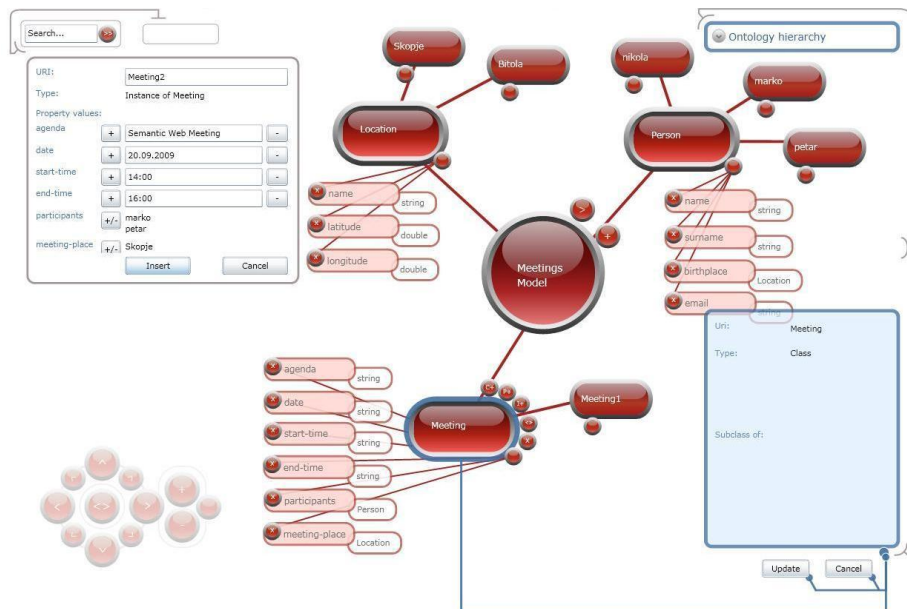 Search... >>
URI: Meeting2
Type: Instance of Meeting
Property values:
agenda + Semantic Web Meeting -
date + 20.09.2009 -
start-time + 14:00 -
end-time + 16:00 -
participants +/- marko
petar
meeting-place +/- Skopje
Insert Cancel
Skopje
Bitola
Location
x name string
x latitude double
x longitude double
nikola
marko
petar
Person
x name string
x surname string
x birthplace Location
x email string
>
+
Meetings
Model
Ontology hierarchy
Uri: Meeting
Type: Class
Subclass of:
Update Cancel
x agenda string
x date string
x start-time string
x end-time string
x participants Person
x meeting-place Location
Meeting
C+
P+
I+
<>
x
Meeting1
< <> >
+